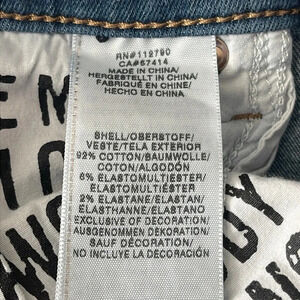 RN#112790
CA#57414
MADE IN CHINA/
HERGESTELLT IN CHINA/
FABRIQUÉ EN CHINE/
HECHO EN CHINA
SHELL/OBERSTOFF/
VESTE/TELA EXTERIOR
92% COTTON/BAUMWOLLE/
COTON/ALGODÓN
6% ELASTOMULTIESTER/
ELASTOMULTIÉSTER
2% ELASTANE/ELASTAN/
ELASTHANNE/ELASTANO
EXCLUSIVE OF DECORATION/
AUSGENOMMEN DEKORATION/
SAUF DÉCORATION/
NO INCLUYE LA DECORACIÓN